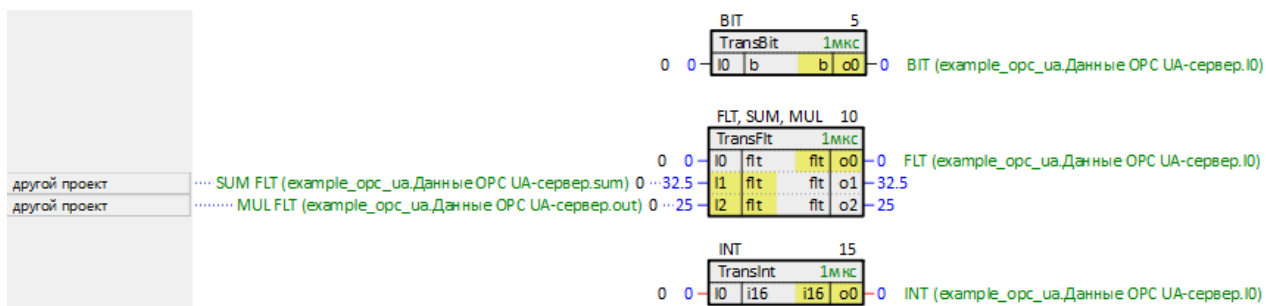 BIT 5
TransBit 1мкс
0 0 I0 b b o0 0 BIT (example_opc_ua.Данные OPC UA-сервер.I0)
FLT, SUM, MUL 10
TransFlt 1мкс
0 0 I0 flt flt o0 0 FLT (example_opc_ua.Данные OPC UA-сервер.I0)
другой проект SUM FLT (example_opc_ua.Данные OPC UA-сервер.sum) 0 32.5 I1 flt flt o1 32.5
другой проект MUL FLT (example_opc_ua.Данные OPC UA-сервер.out) 0 25 I2 flt flt o2 25
INT 15
TransInt 1мкс
0 0 I0 i16 i16 o0 0 INT (example_opc_ua.Данные OPC UA-сервер.I0)